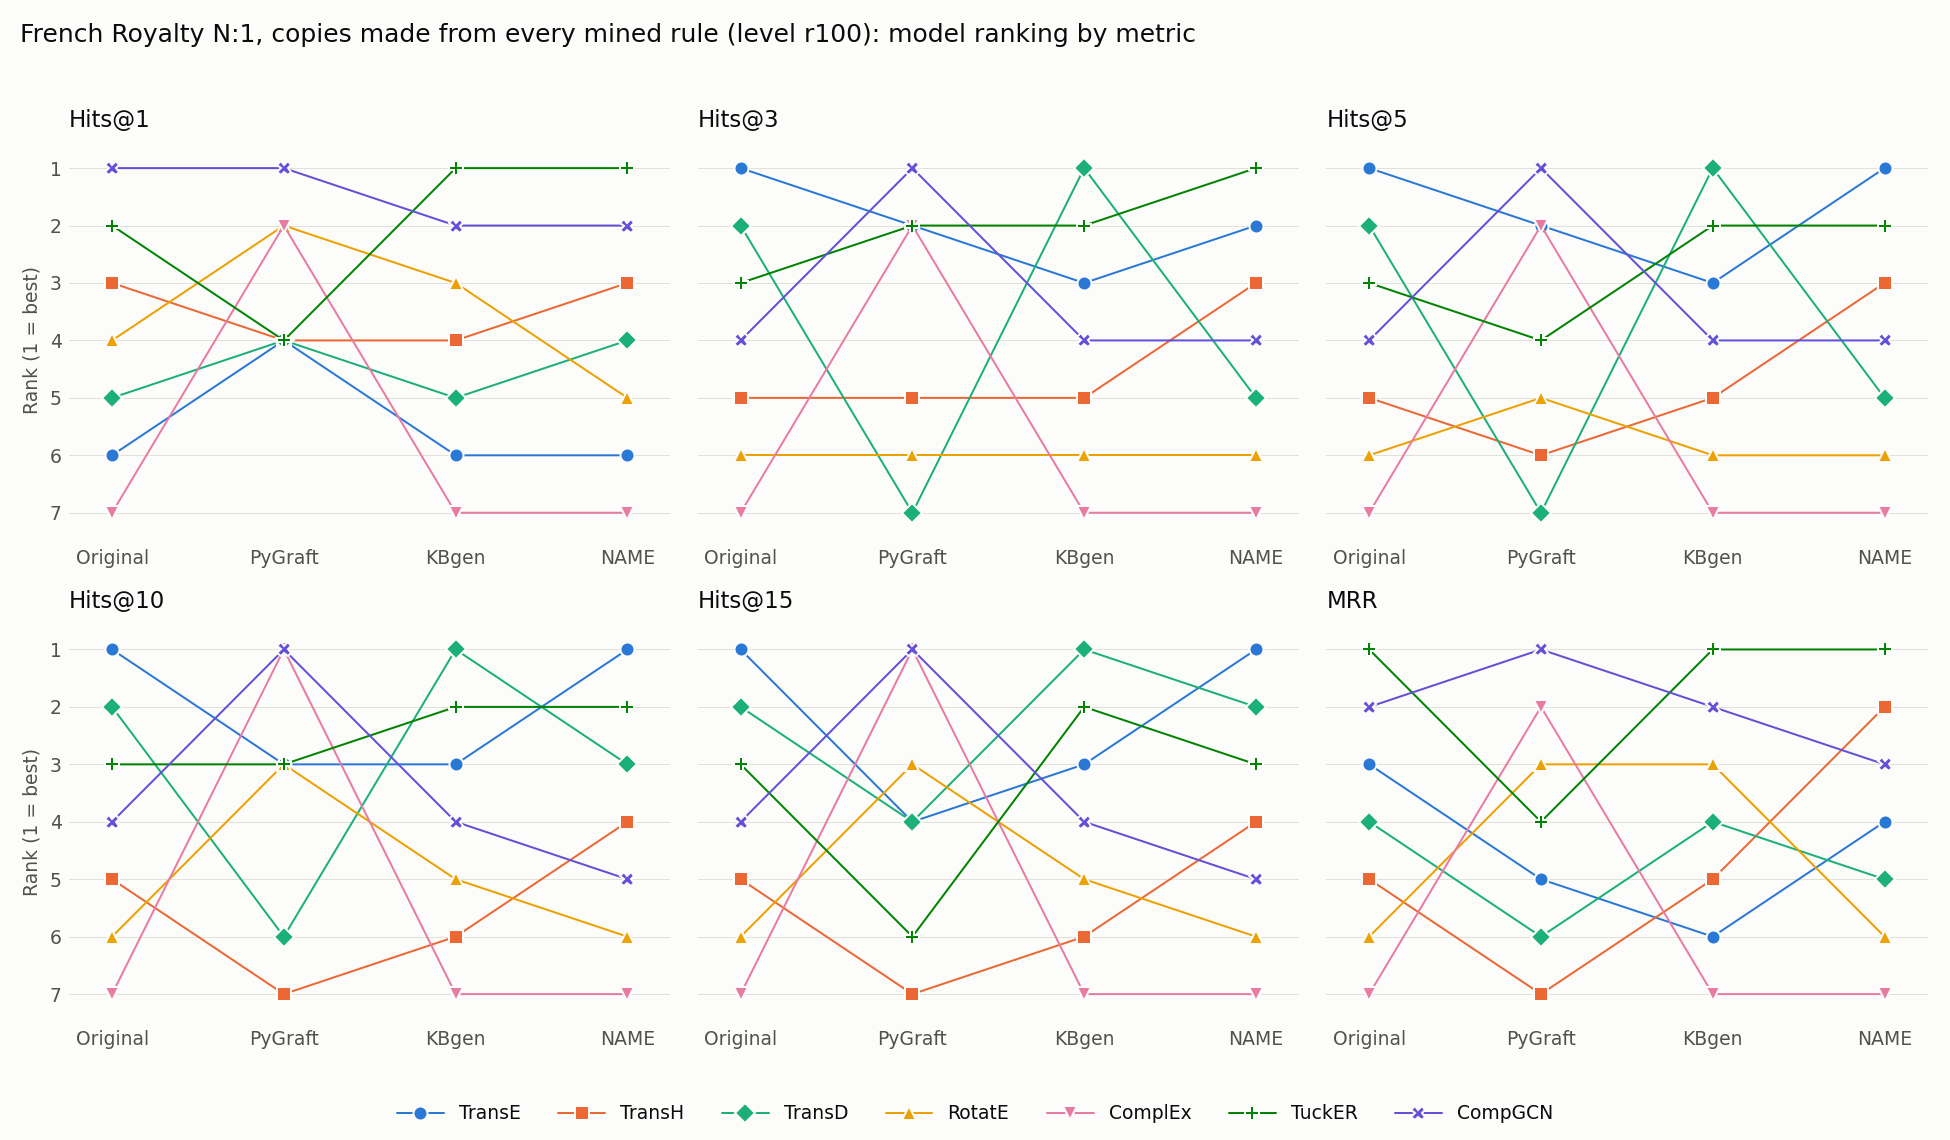 French Royalty N:1, copies made from every mined rule (level r100): model ranking by metric
Hits@1
Hits@3
Hits@5
Rank (1 = best)
1
2
3
4
5
6
7
Original PyGraft KBgen NAME
Original PyGraft KBgen NAME
Original PyGraft KBgen NAME
Hits@10
Hits@15
MRR
Rank (1 = best)
1
2
3
4
5
6
7
Original PyGraft KBgen NAME
Original PyGraft KBgen NAME
Original PyGraft KBgen NAME
TransE TransH TransD RotatE ComplEx TuckER CompGCN